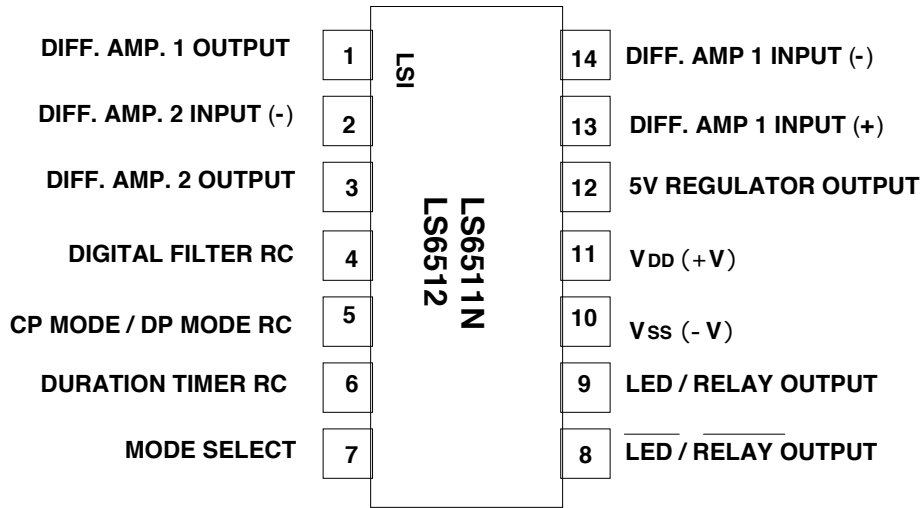 DIFF. AMP. 1 OUTPUT
1
DIFF. AMP. 2 INPUT (-)
2
DIFF. AMP. 2 OUTPUT
3
DIGITAL FILTER RC
4
CP MODE / DP MODE RC
5
DURATION TIMER RC
6
MODE SELECT
7
LSI
LS6511N
LS6512
14
DIFF. AMP 1 INPUT (-)
13
DIFF. AMP 1 INPUT (+)
12
5V REGULATOR OUTPUT
11
VDD (+V)
10
VSS (-V)
9
LED / RELAY OUTPUT
8
LED / RELAY OUTPUT